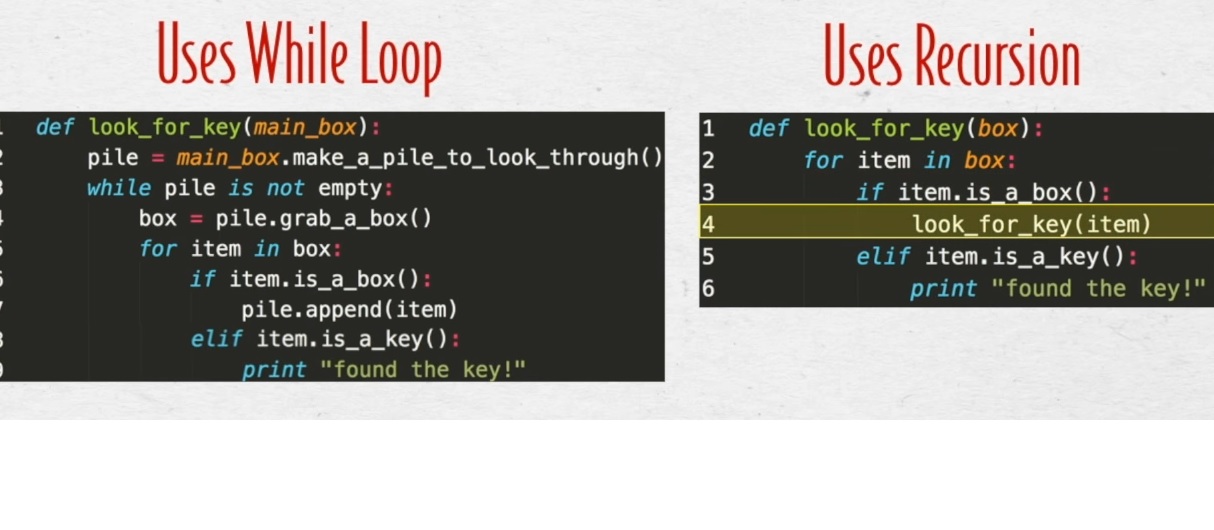 Uses While Loop
def look_for_key(main_box):
pile = main_box.make_a_pile_to_look_through()
while pile is not empty:
box = pile.grab_a_box()
for item in box:
if item.is_a_box():
pile.append(item)
elif item.is_a_key():
print "found the key!"
Uses Recursion
1 def look_for_key(box):
2 for item in box:
3 if item.is_a_box():
4 look_for_key(item)
5 elif item.is_a_key():
6 print "found the key!"